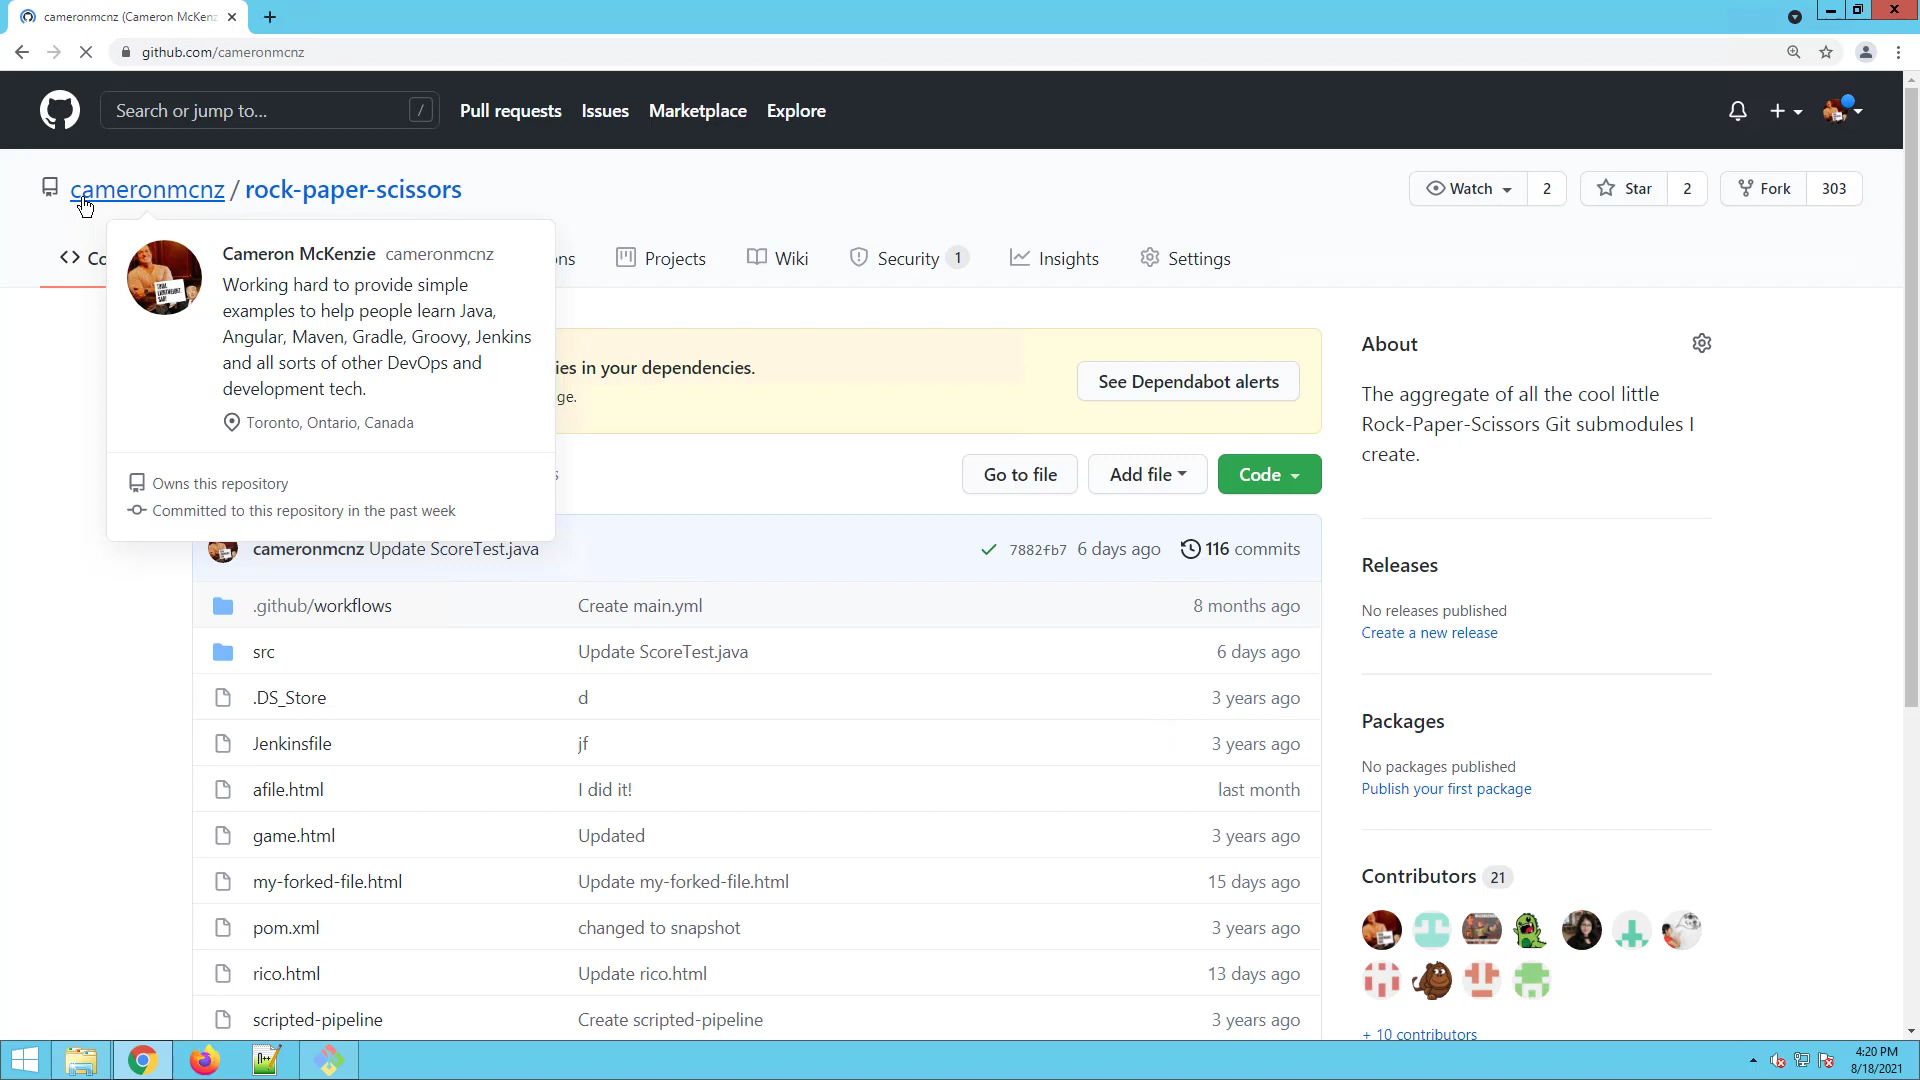 cameronmcnz (Cameron McKenz
github.com/cameronmcnz
Search or jump to...
/
Pull requests
Issues
Marketplace
Explore
cameronmcnz / rock-paper-scissors
Watch
2
Star
2
Fork
303
Co
ns
Projects
Wiki
Security 1
Insights
Settings
Cameron McKenzie cameronmcnz
Working hard to provide simple
examples to help people learn Java,
Angular, Maven, Gradle, Groovy, Jenkins
and all sorts of other DevOps and
development tech.
Toronto, Ontario, Canada
Owns this repository
Committed to this repository in the past week
ies in your dependencies.
ge.
See Dependabot alerts
s
Go to file
Add file
Code
cameronmcnz Update ScoreTest.java
7882fb7 6 days ago
116 commits
.github/workflows Create main.yml 8 months ago
src Update ScoreTest.java 6 days ago
.DS_Store d 3 years ago
Jenkinsfile jf 3 years ago
afile.html I did it! last month
game.html Updated 3 years ago
my-forked-file.html Update my-forked-file.html 15 days ago
pom.xml changed to snapshot 3 years ago
rico.html Update rico.html 13 days ago
scripted-pipeline Create scripted-pipeline 3 years ago
About
The aggregate of all the cool little
Rock-Paper-Scissors Git submodules I
create.
Releases
No releases published
Create a new release
Packages
No packages published
Publish your first package
Contributors 21
+ 10 contributors
4:20 PM
8/18/2021